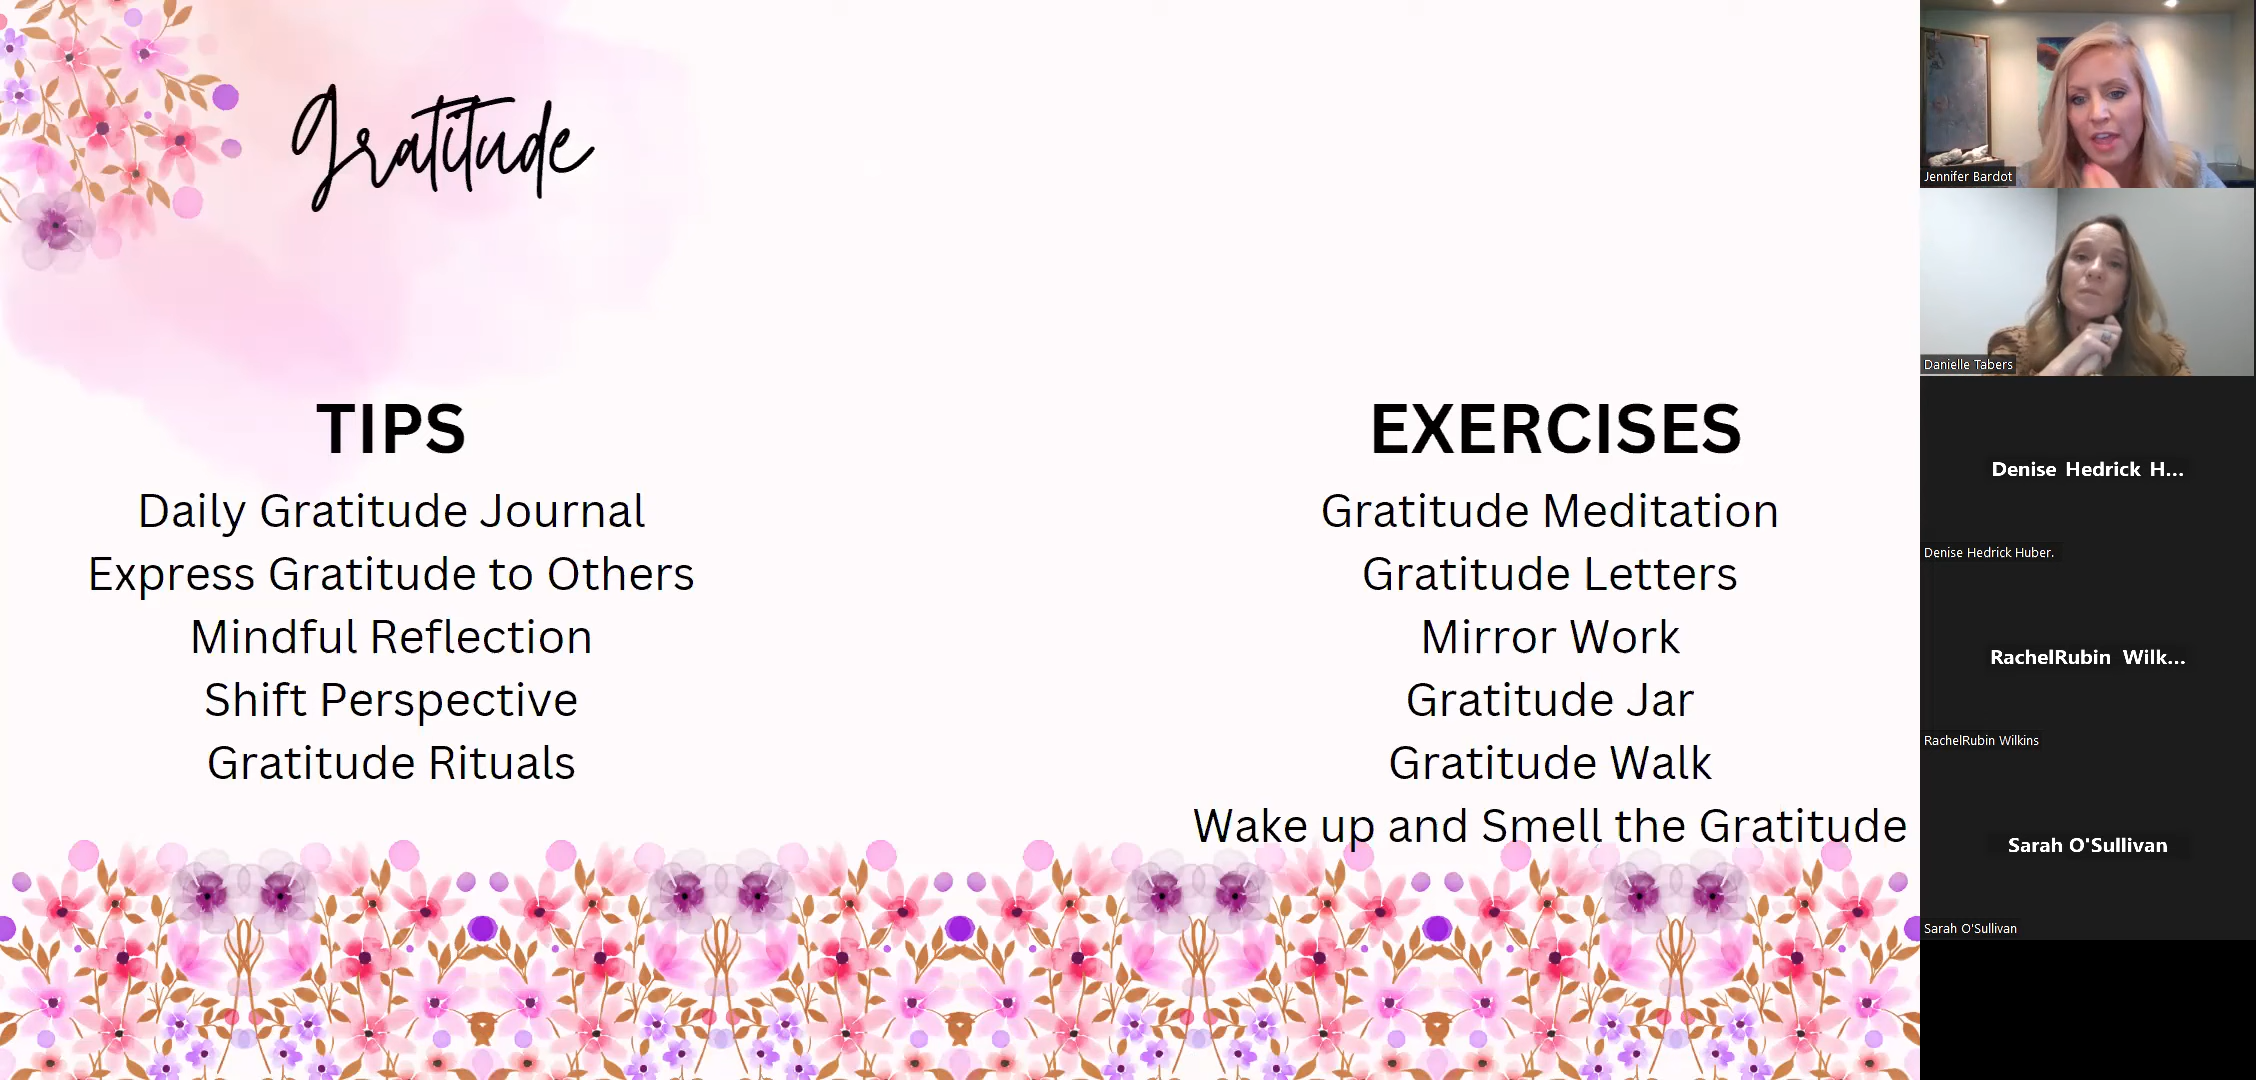 gratitude
TIPS
Daily Gratitude Journal
Express Gratitude to Others
Mindful Reflection
Shift Perspective
Gratitude Rituals
EXERCISES
Gratitude Meditation
Gratitude Letters
Mirror Work
Gratitude Jar
Gratitude Walk
Wake up and Smell the Gratitude
Jennifer Bardot
Danielle Tabers
Denise Hedrick H...
Denise Hedrick Huber.
RachelRubin Wilk...
RachelRubin Wilkins
Sarah O'Sullivan
Sarah O'Sullivan